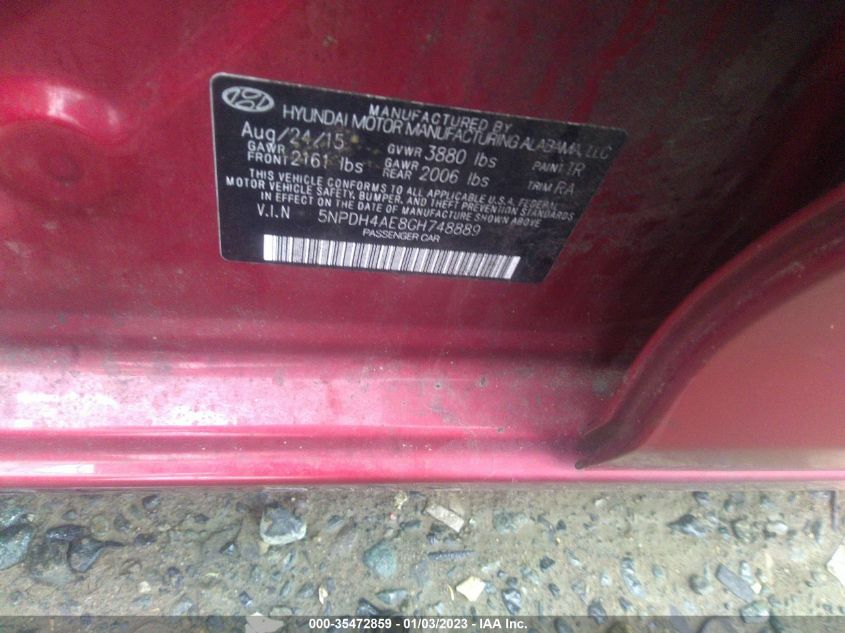 MANUFACTURED BY
HYUNDAI MOTOR MANUFACTURING ALABAMA, LLC
Aug/24/15 GVWR 3880 lbs PAINT TR
GAWR FRONT 2161 lbs GAWR REAR 2006 lbs TRIM RA
THIS VEHICLE CONFORMS TO ALL APPLICABLE U.S.A. FEDERAL
MOTOR VEHICLE SAFETY, BUMPER, AND THEFT PREVENTION STANDARDS
IN EFFECT ON THE DATE OF MANUFACTURE SHOWN ABOVE.
V.I.N 5NPDH4AE8GH748889
PASSENGER CAR
000-35472859 - 01/03/2023 - IAA Inc.